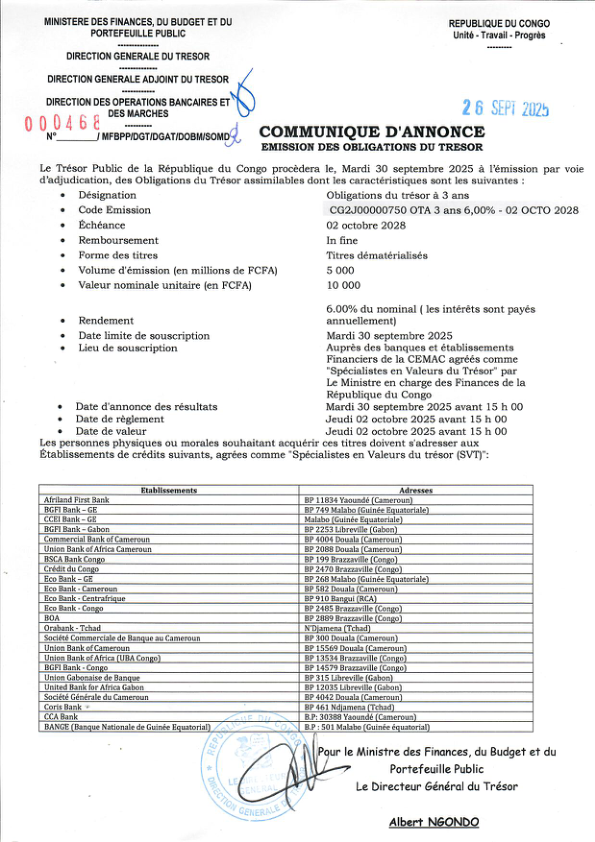 MINISTERE DES FINANCES, DU BUDGET ET DU
PORTEFEUILLE PUBLIC
--------------
DIRECTION GENERALE DU TRESOR
-------------
DIRECTION GENERALE ADJOINT DU TRESOR
-------------
DIRECTION DES OPERATIONS BANCAIRES ET
DES MARCHES
----------
000468
N°________/ MFBPP/DGT/DGAT/DOBM/SOMD
REPUBLIQUE DU CONGO
Unité - Travail - Progrès
---------
26 SEPT 2025
COMMUNIQUE D'ANNONCE
EMISSION DES OBLIGATIONS DU TRESOR
Le Trésor Public de la République du Congo procèdera le, Mardi 30 septembre 2025 à l'émission par voie
d'adjudication, des Obligations du Trésor assimilables dont les caractéristiques sont les suivantes :
• Désignation Obligations du trésor à 3 ans
• Code Emission CG2J00000750 OTA 3 ans 6,00% - 02 OCTO 2028
• Échéance 02 octobre 2028
• Remboursement In fine
• Forme des titres Titres dématérialisés
• Volume d'émission (en millions de FCFA) 5 000
• Valeur nominale unitaire (en FCFA) 10 000
6.00% du nominal ( les intérêts sont payés
• Rendement annuellement)
• Date limite de souscription Mardi 30 septembre 2025
• Lieu de souscription Auprès des banques et établissements
Financiers de la CEMAC agréés comme
"Spécialistes en Valeurs du Trésor" par
Le Ministre en charge des Finances de la
République du Congo
• Date d'annonce des résultats Mardi 30 septembre 2025 avant 15 h 00
• Date de règlement Jeudi 02 octobre 2025 avant 15 h 00
• Date de valeur Jeudi 02 octobre 2025 avant 15 h 00
Les personnes physiques ou morales souhaitant acquérir ces titres doivent s'adresser aux
Établissements de crédits suivants, agrées comme "Spécialistes en Valeurs du trésor (SVT)":
Etablissements Adresses
Afriland First Bank BP 11834 Yaoundé (Cameroun)
BGFI Bank – GE BP 749 Malabo (Guinée Equatoriale)
CCEI Bank – GE Malabo (Guinée Equatoriale)
BGFI Bank – Gabon BP 2253 Libreville (Gabon)
Commercial Bank of Cameroun BP 4004 Douala (Cameroun)
Union Bank of Africa Cameroun BP 2088 Douala (Cameroun)
BSCA Bank Congo BP 199 Brazzaville (Congo)
Crédit du Congo BP 2470 Brazzaville (Congo)
Eco Bank – GE BP 268 Malabo (Guinée Equatoriale)
Eco Bank - Cameroun BP 582 Douala (Cameroun)
Eco Bank - Centrafrique BP 910 Bangui (RCA)
Eco Bank - Congo BP 2485 Brazzaville (Congo)
BOA BP 2889 Brazzaville (Congo)
Orabank - Tchad N'Djamena (Tchad)
Société Commerciale de Banque au Cameroun BP 300 Douala (Cameroun)
Union Bank of Cameroun BP 15569 Douala (Cameroun)
Union Bank of Africa (UBA Congo) BP 13534 Brazzaville (Congo)
BGFI Bank - Congo BP 14579 Brazzaville (Congo)
Union Gabonaise de Banque BP 315 Libreville (Gabon)
United Bank for Africa Gabon BP 12035 Libreville (Gabon)
Société Générale du Cameroun BP 4042 Douala (Cameroun)
Coris Bank BP 461 Ndjamena (Tchad)
CCA Bank B.P: 30388 Yaoundé (Cameroun)
BANGE (Banque Nationale de Guinée Equatorial) B.P : 501 Malabo (Guinée équatorial)
REPUBLIQUE DU CONGO
DIRECTION GENERALE DU TRESOR
Pour le Ministre des Finances, du Budget et du
Portefeuille Public
Le Directeur Général du Trésor
Albert NGONDO